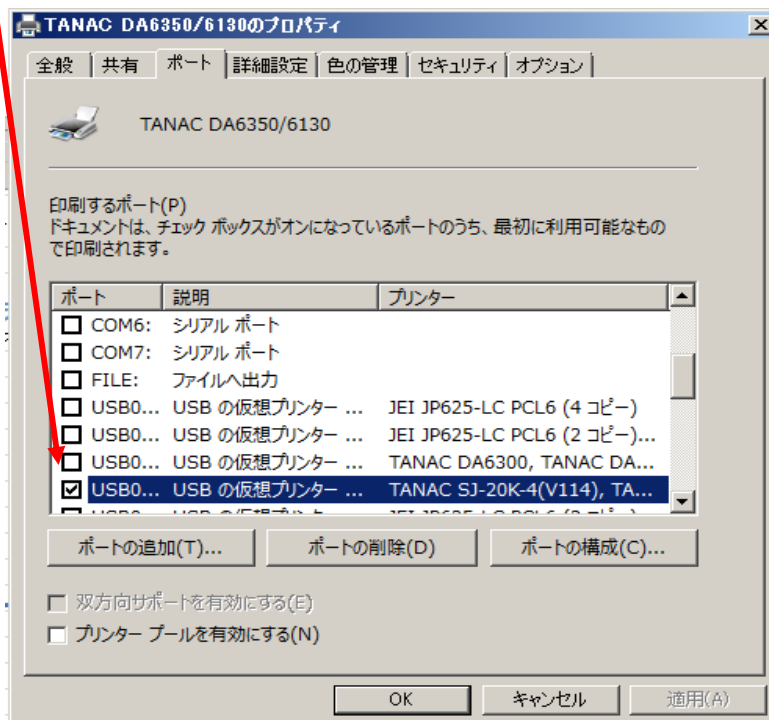 TANAC DA6350/6130のプロパティ
全般 共有 ポート 詳細設定 色の管理 セキュリティ オプション
TANAC DA6350/6130
印刷するポート(P)
ドキュメントは、チェック ボックスがオンになっているポートのうち、最初に利用可能なもの
で印刷されます。
ポート 説明 プリンター
COM6: シリアル ポート
COM7: シリアル ポート
FILE: ファイルへ出力
USB0... USB の仮想プリンター ... JEI JP625-LC PCL6 (4 コピー)
USB0... USB の仮想プリンター ... JEI JP625-LC PCL6 (2 コピー)...
USB0... USB の仮想プリンター ... TANAC DA6300, TANAC DA...
USB0... USB の仮想プリンター ... TANAC SJ-20K-4(V114), TA...
ポートの追加(T)... ポートの削除(D) ポートの構成(C)...
双方向サポートを有効にする(E)
プリンター プールを有効にする(N)
OK キャンセル 適用(A)